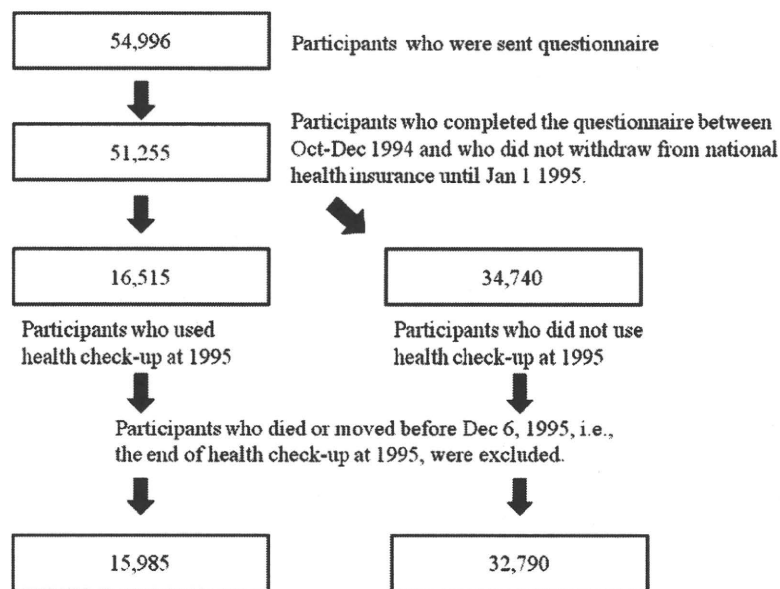 54,996
Participants who were sent questionnaire
51,255
Participants who completed the questionnaire between
Oct-Dec 1994 and who did not withdraw from national
health insurance until Jan 1 1995.
16,515
34,740
Participants who used
health check-up at 1995
Participants who did not use
health check-up at 1995
Participants who died or moved before Dec 6, 1995, i.e.,
the end of health check-up at 1995, were excluded.
15,985
32,790